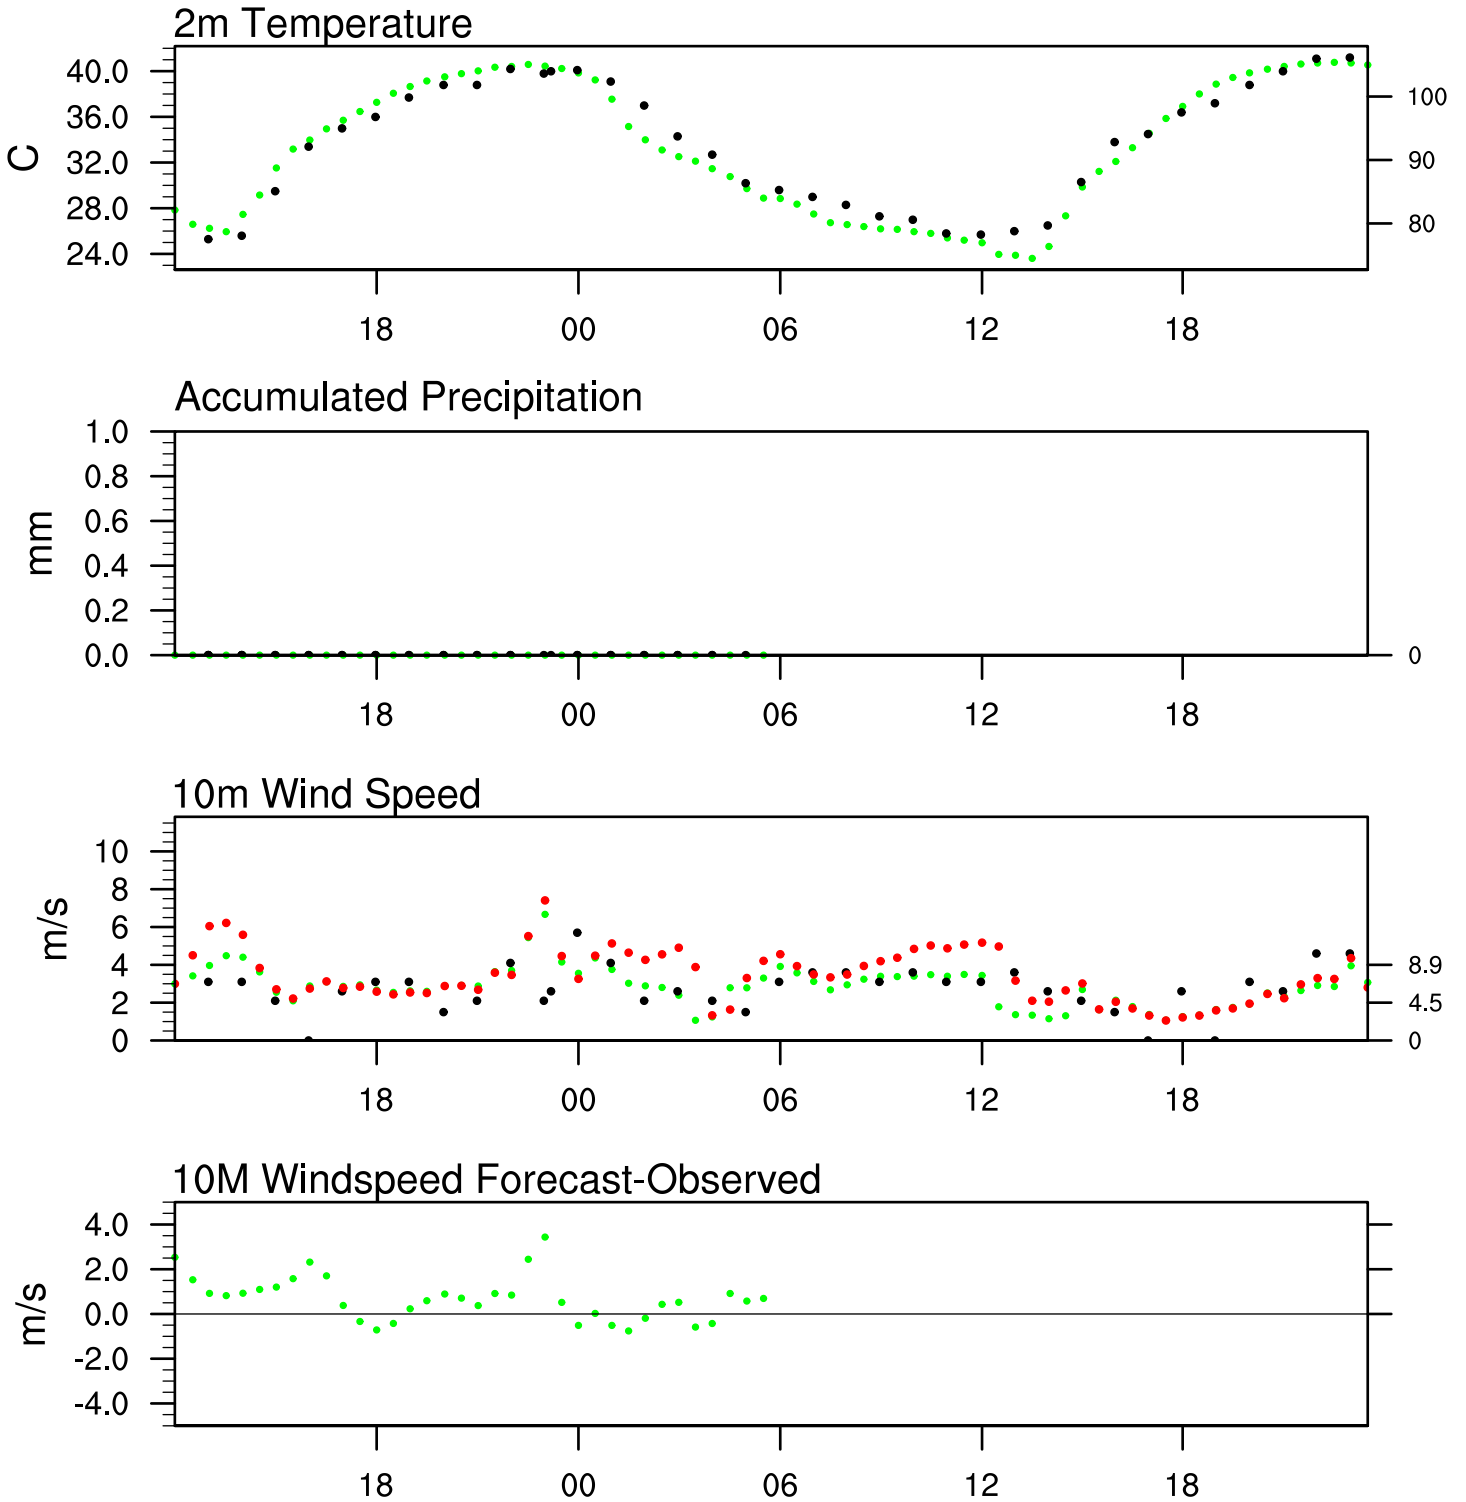 2m Temperature
40.0
36.0
32.0
28.0
24.0
C
100
90
80
18 00 06 12 18
Accumulated Precipitation
1.0
0.8
0.6
0.4
0.2
0.0
mm
0
18 00 06 12 18
10m Wind Speed
10
8
6
4
2
0
m/s
8.9
4.5
0
18 00 06 12 18
10M Windspeed Forecast-Observed
4.0
2.0
0.0
-2.0
-4.0
m/s
18 00 06 12 18